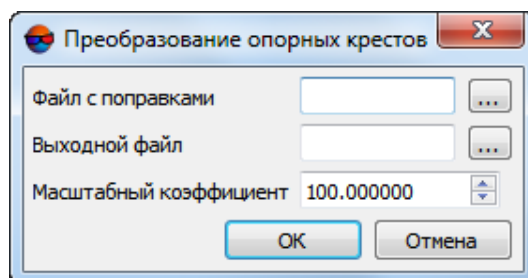 Преобразование опорных крестов
Файл с поправками ...
Выходной файл ...
Масштабный коэффициент 100.000000
OK Отмена